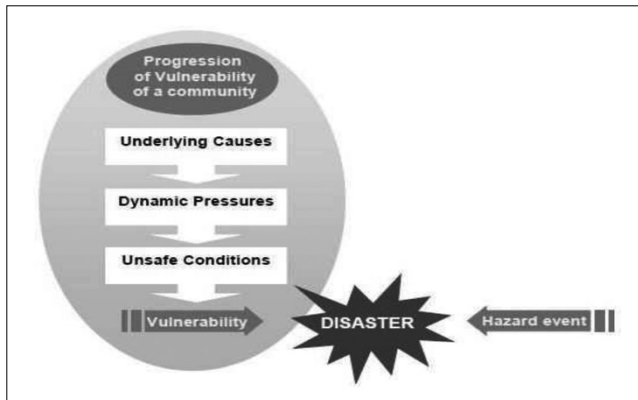 Progression
of Vulnerability
of a community
Underlying Causes
Dynamic Pressures
Unsafe Conditions
Vulnerability
DISASTER
Hazard event